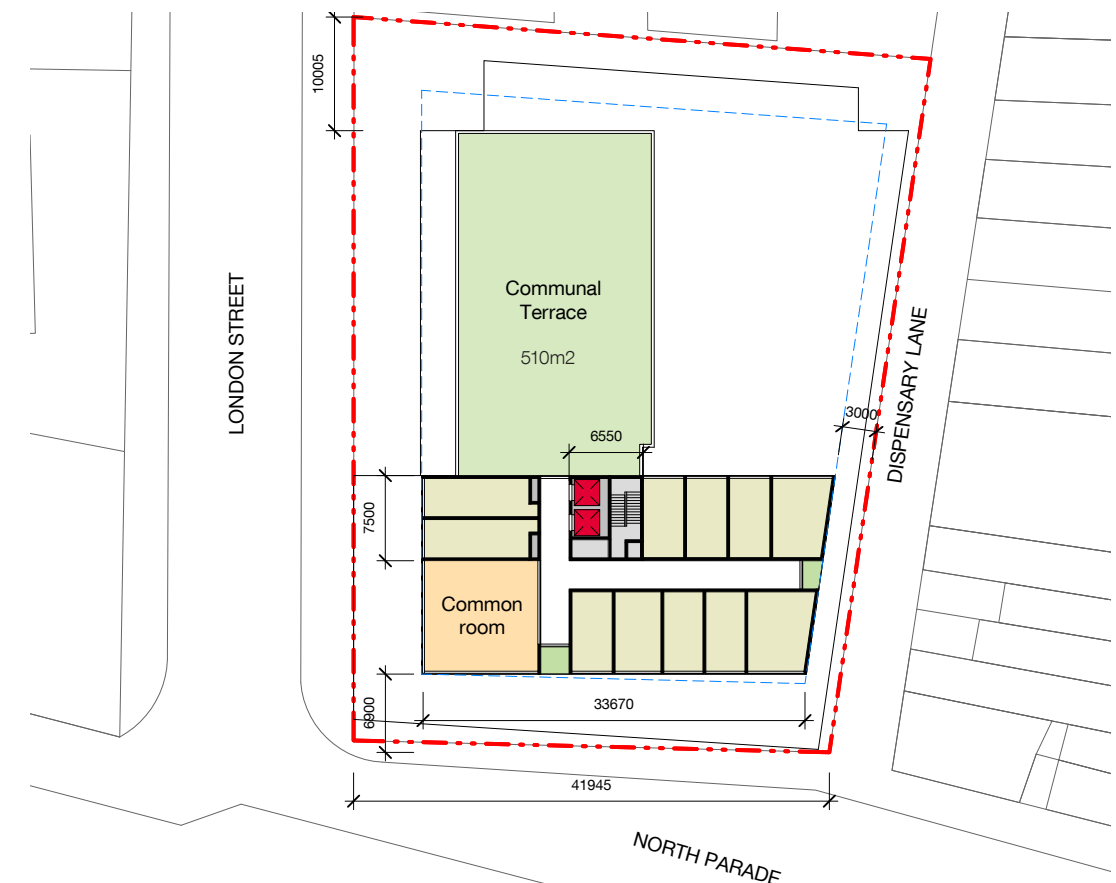 10005
LONDON STREET
Communal
Terrace
510m2
6550
3000
DISPENSARY LANE
7500
Common
room
6900
33670
41945
NORTH PARADE